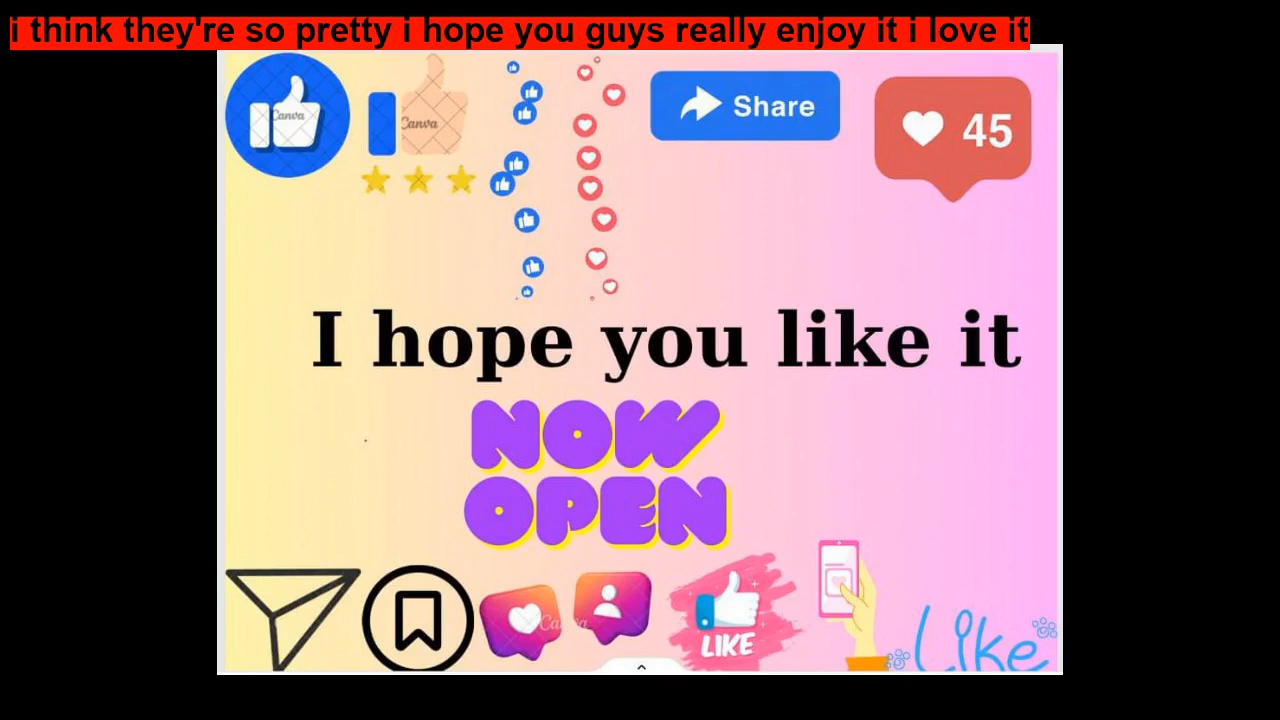 i think they're so pretty i hope you guys really enjoy it i love it
Canva
Canva
Share
45
I hope you like it
NOW
OPEN
Canva
LIKE
Like